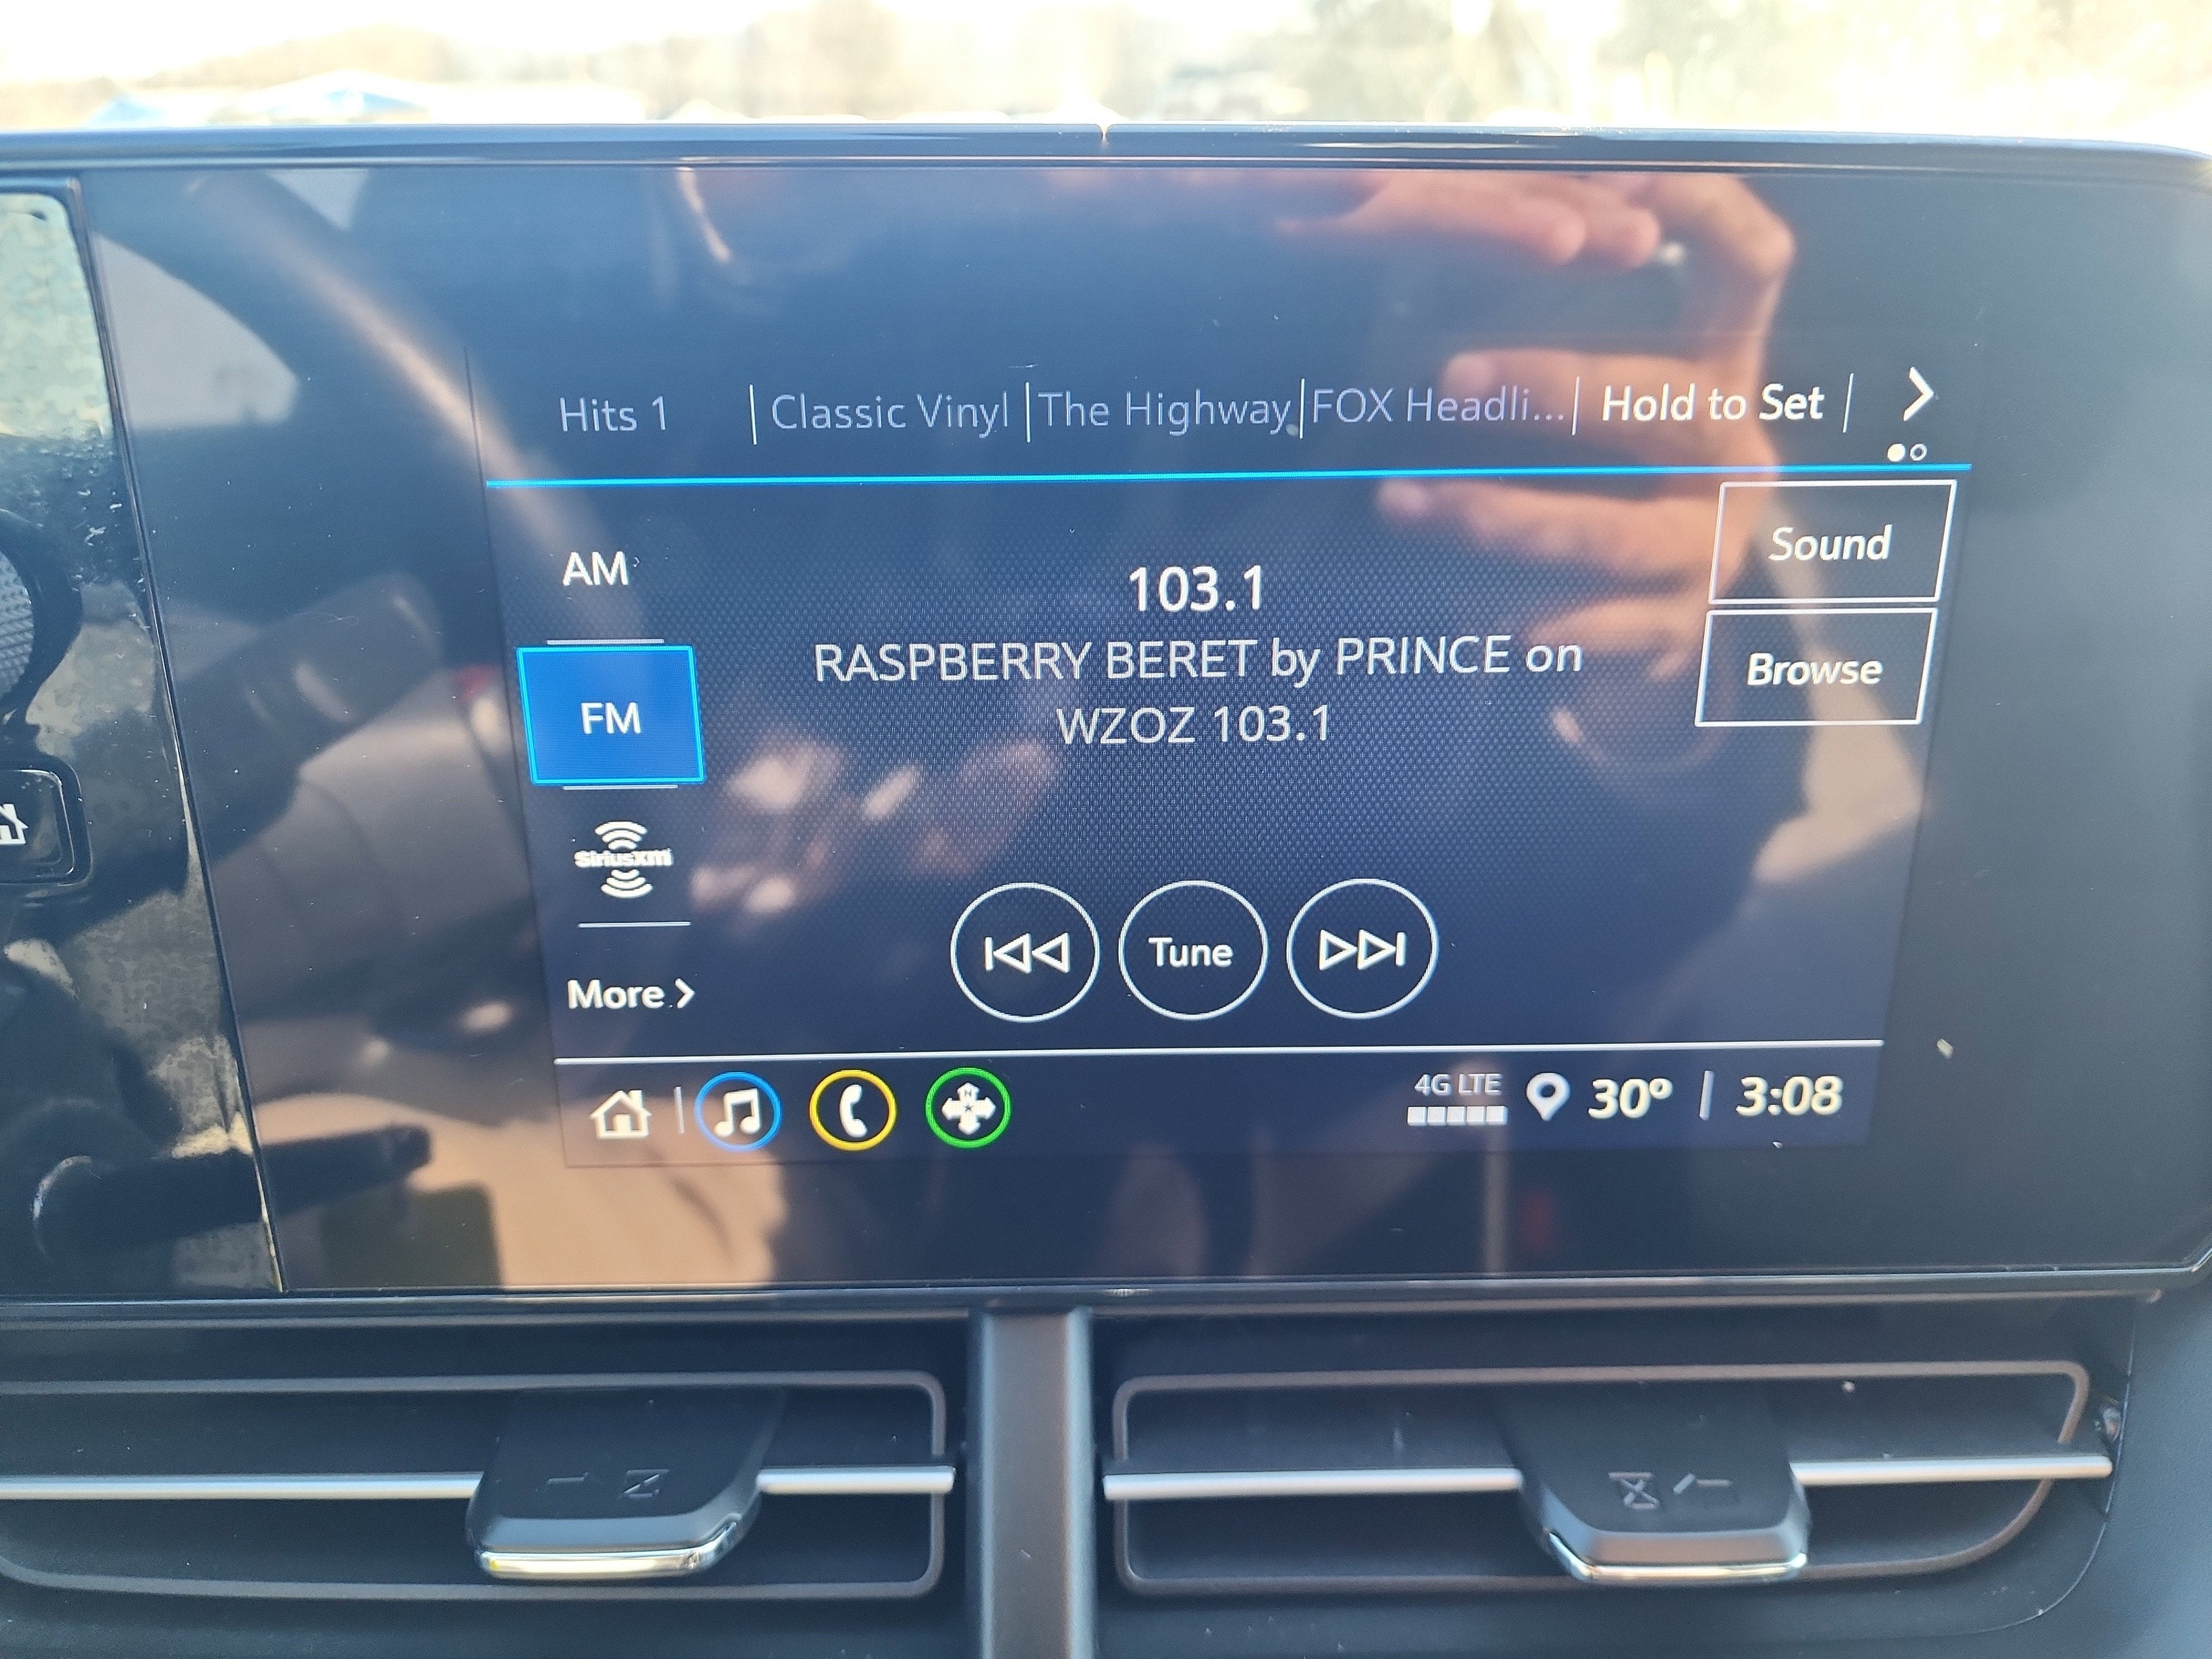 Hits 1 | Classic Vinyl | The Highway | FOX Headli... | Hold to Set |
Sound
AM
103.1
RASPBERRY BERET by PRINCE on
Browse
FM
WZOZ 103.1
SiriusXM
Tune
More >
4G LTE
30° | 3:08